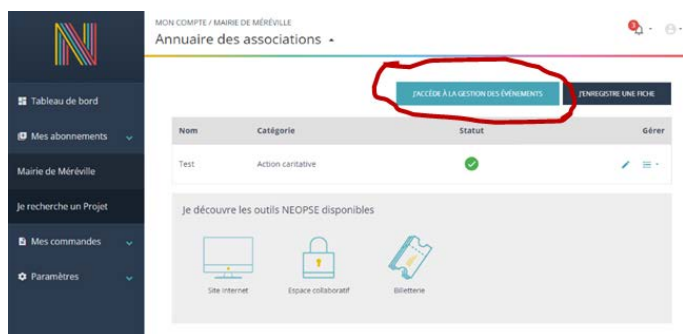 MON COMPTE / MAIRIE DE MÉRÉVILLE
Annuaire des associations
3
Tableau de bord
Mes abonnements
Mairie de Méréville
Je recherche un Projet
Mes commandes
Paramètres
J'ACCÈDE À LA GESTION DES ÉVÉNEMENTS
J'ENREGISTRE UNE FICHE
Nom Catégorie Statut Gérer
Test Action caritative
Je découvre les outils NEOPSE disponibles
Site Internet Espace collaboratif Billetterie